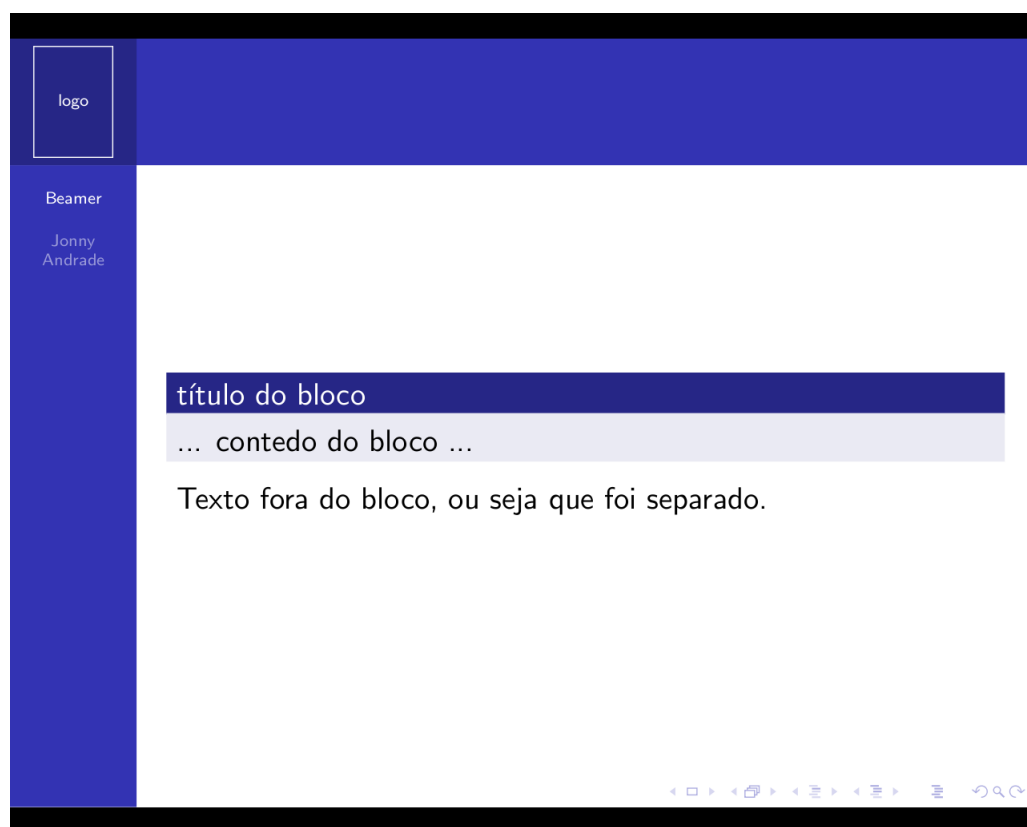 logo
Beamer
Jonny
Andrade
título do bloco
... contedo do bloco ...
Texto fora do bloco, ou seja que foi separado.